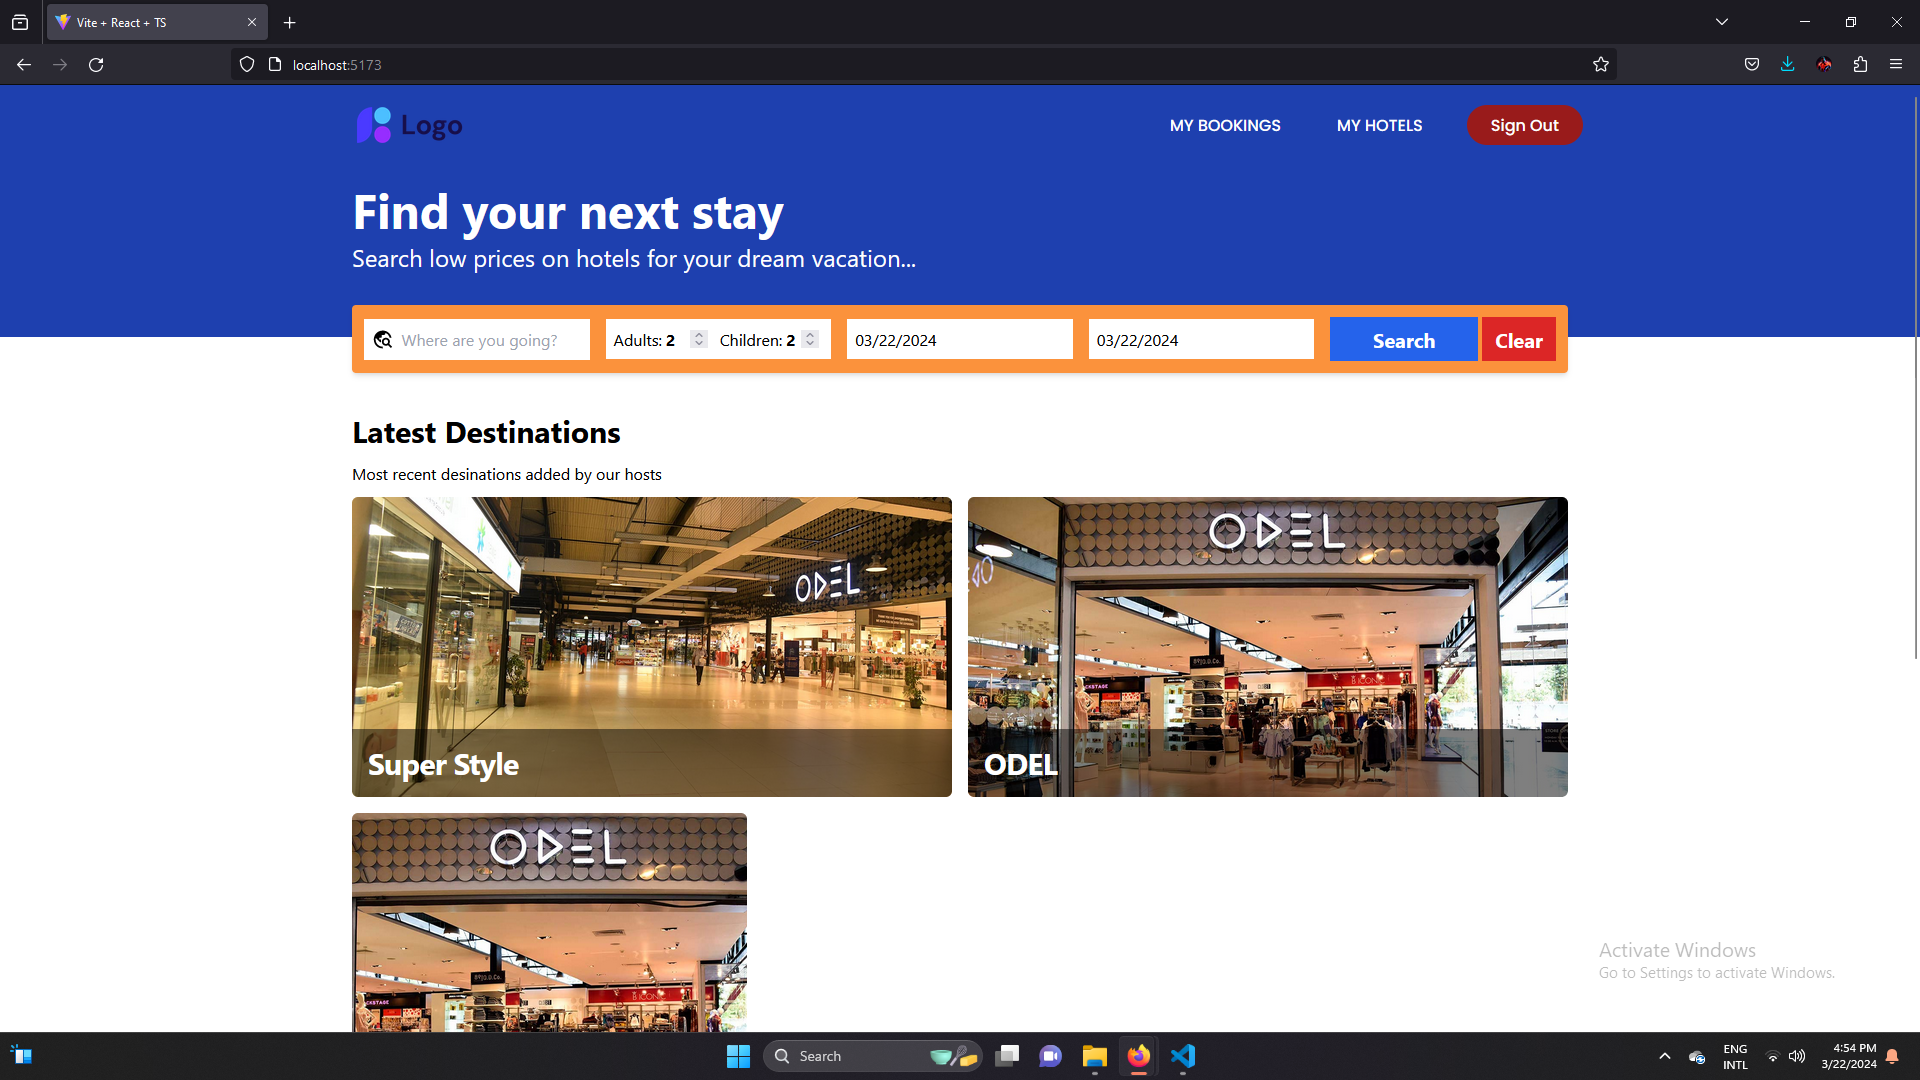 Vite + React + TS
localhost:5173
Logo
MY BOOKINGS
MY HOTELS
Sign Out
Find your next stay
Search low prices on hotels for your dream vacation...
Where are you going?
Adults: 2
Children: 2
03/22/2024
03/22/2024
Search
Clear
Latest Destinations
Most recent desinations added by our hosts
ODEL
Super Style
ODEL
BACKSTAGE
B ICONIC
ODEL
ODEL
B ICONIC
Activate Windows
Go to Settings to activate Windows.
Search
ENG
INTL
4:54 PM
3/22/2024